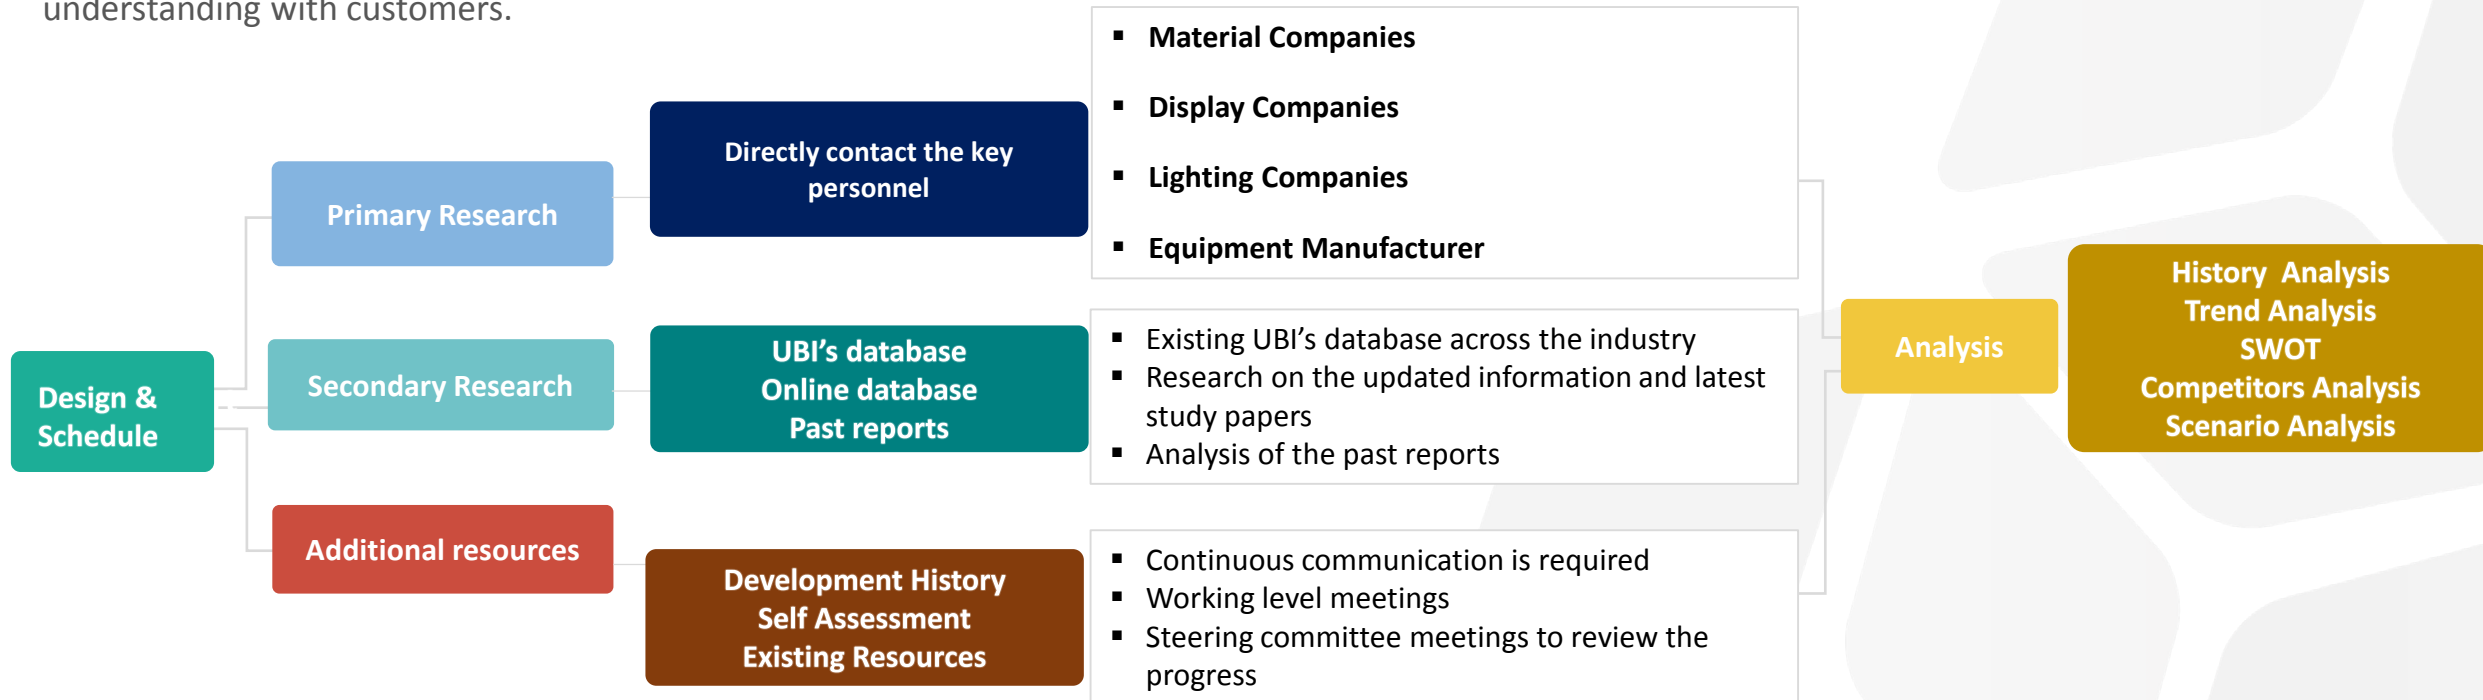 understanding with customers.
Design &
Schedule
Primary Research
Directly contact the key
personnel
▪ Material Companies
▪ Display Companies
▪ Lighting Companies
▪ Equipment Manufacturer
Secondary Research
UBI's database
Online database
Past reports
▪ Existing UBI's database across the industry
▪ Research on the updated information and latest
study papers
▪ Analysis of the past reports
Additional resources
Development History
Self Assessment
Existing Resources
▪ Continuous communication is required
▪ Working level meetings
▪ Steering committee meetings to review the
progress
Analysis
History  Analysis
Trend Analysis
SWOT
Competitors Analysis
Scenario Analysis